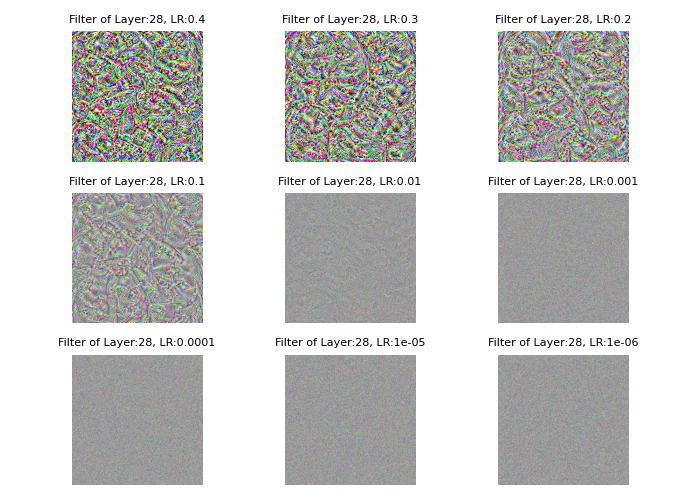 Filter of Layer:28, LR:0.4
Filter of Layer:28, LR:0.3
Filter of Layer:28, LR:0.2
Filter of Layer:28, LR:0.1
Filter of Layer:28, LR:0.01
Filter of Layer:28, LR:0.001
Filter of Layer:28, LR:0.0001
Filter of Layer:28, LR:1e-05
Filter of Layer:28, LR:1e-06